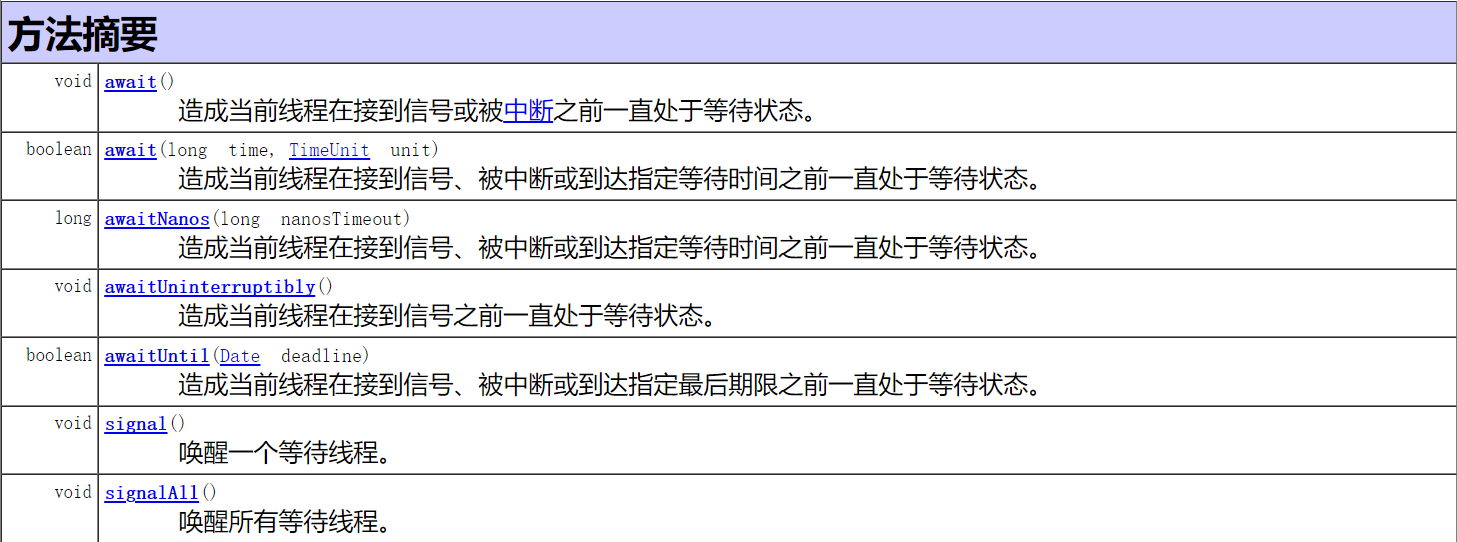 方法摘要
void await()
造成当前线程在接到信号或被中断之前一直处于等待状态。
boolean await(long time, TimeUnit unit)
造成当前线程在接到信号、被中断或到达指定等待时间之前一直处于等待状态。
long awaitNanos(long nanosTimeout)
造成当前线程在接到信号、被中断或到达指定等待时间之前一直处于等待状态。
void awaitUninterruptibly()
造成当前线程在接到信号之前一直处于等待状态。
boolean awaitUntil(Date deadline)
造成当前线程在接到信号、被中断或到达指定最后期限之前一直处于等待状态。
void signal()
唤醒一个等待线程。
void signalAll()
唤醒所有等待线程。